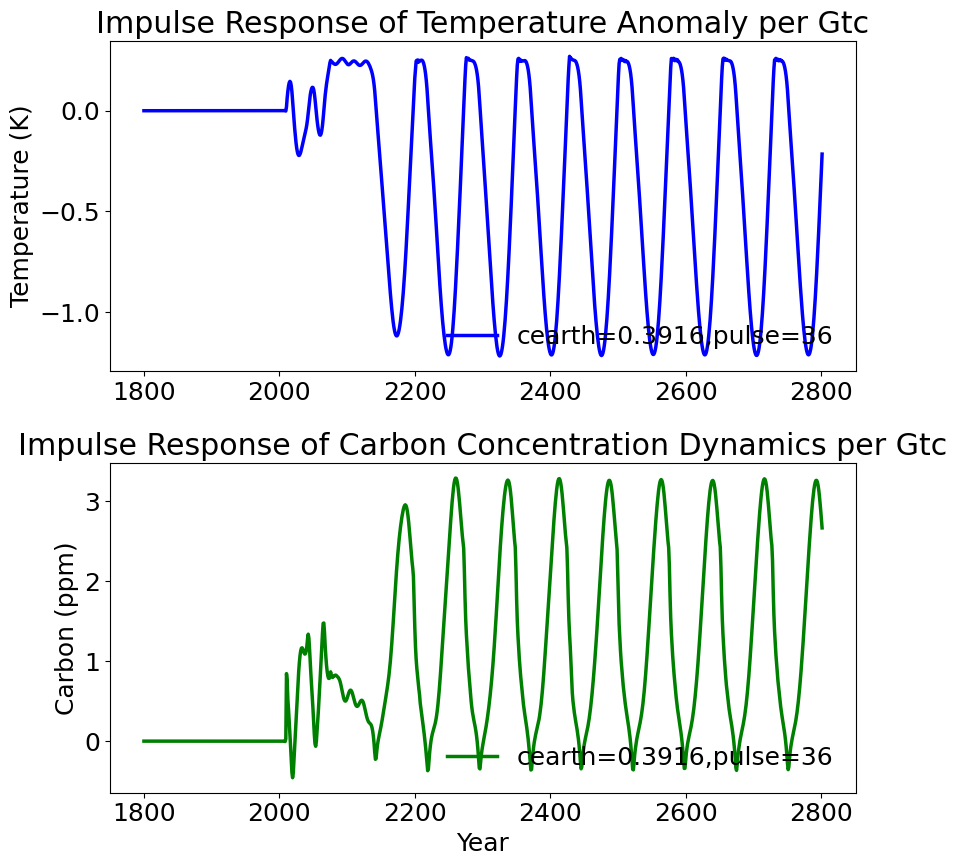 Impulse Response of Temperature Anomaly per Gtc
0.0
−0.5
−1.0
Temperature (K)
cearth=0.3916,pulse=36
1800 2000 2200 2400 2600 2800
Impulse Response of Carbon Concentration Dynamics per Gtc
3
2
1
0
Carbon (ppm)
cearth=0.3916,pulse=36
1800 2000 2200 2400 2600 2800
Year